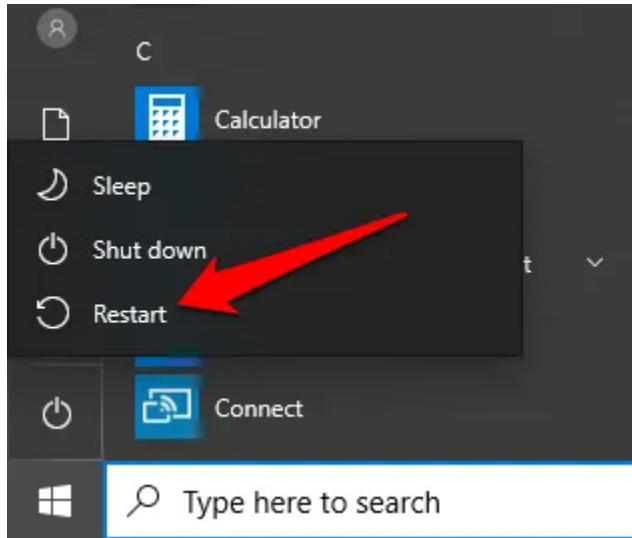 C
Calculator
Sleep
Shut down
t
Restart
Connect
Type here to search